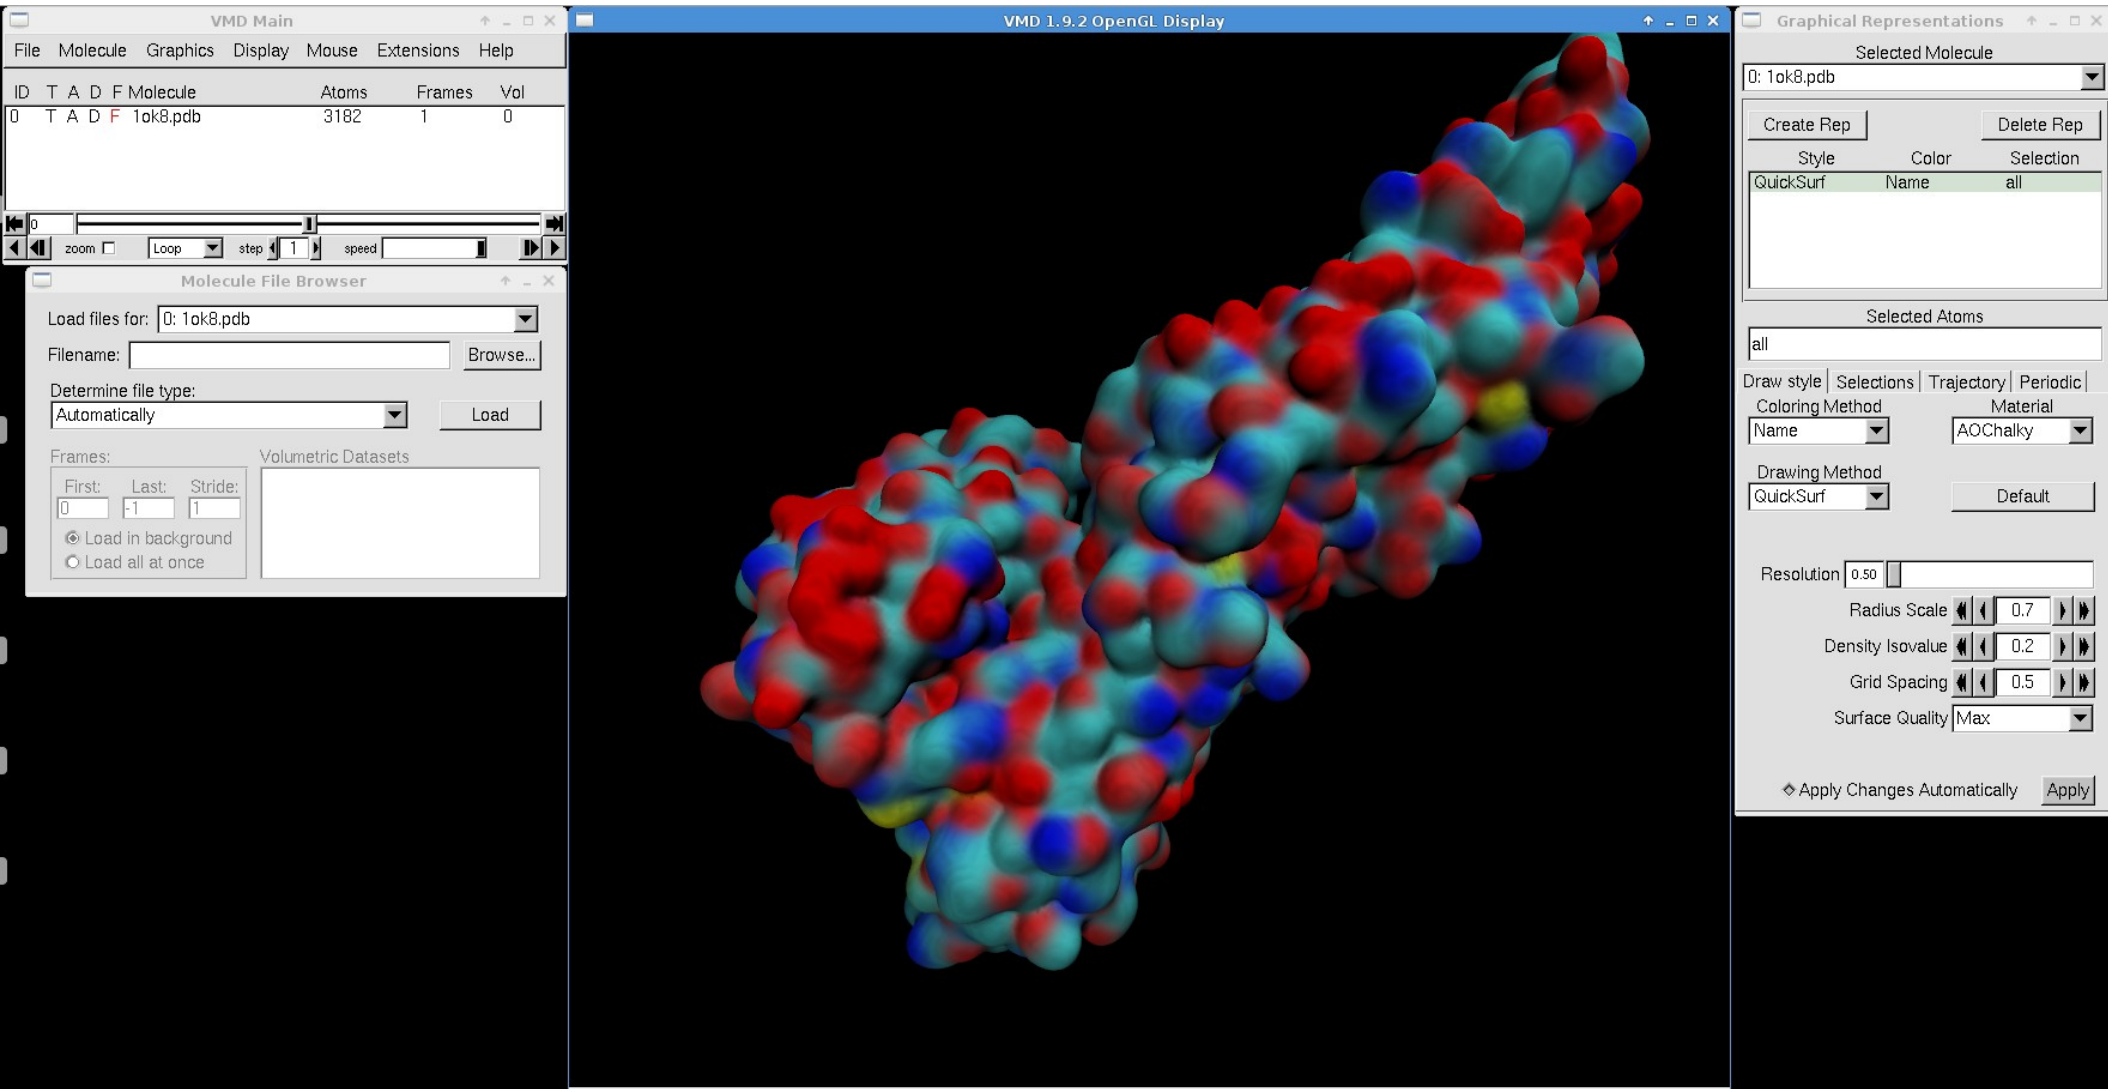 VMD Main
File Molecule Graphics Display Mouse Extensions Help
ID T A D F Molecule Atoms Frames Vol
0 T A D F 1ok8.pdb 3182 1 0
0
zoom Loop step 1 speed
Molecule File Browser
Load files for: 0: 1ok8.pdb
Filename: Browse...
Determine file type:
Automatically Load
Frames: Volumetric Datasets
First: Last: Stride:
0 -1 1
Load in background
Load all at once
VMD 1.9.2 OpenGL Display
Graphical Representations
Selected Molecule
0: 1ok8.pdb
Create Rep Delete Rep
Style Color Selection
QuickSurf Name all
Selected Atoms
all
Draw style Selections Trajectory Periodic
Coloring Method Material
Name AOChalky
Drawing Method
QuickSurf Default
Resolution 0.50
Radius Scale 0.7
Density Isovalue 0.2
Grid Spacing 0.5
Surface Quality Max
Apply Changes Automatically Apply